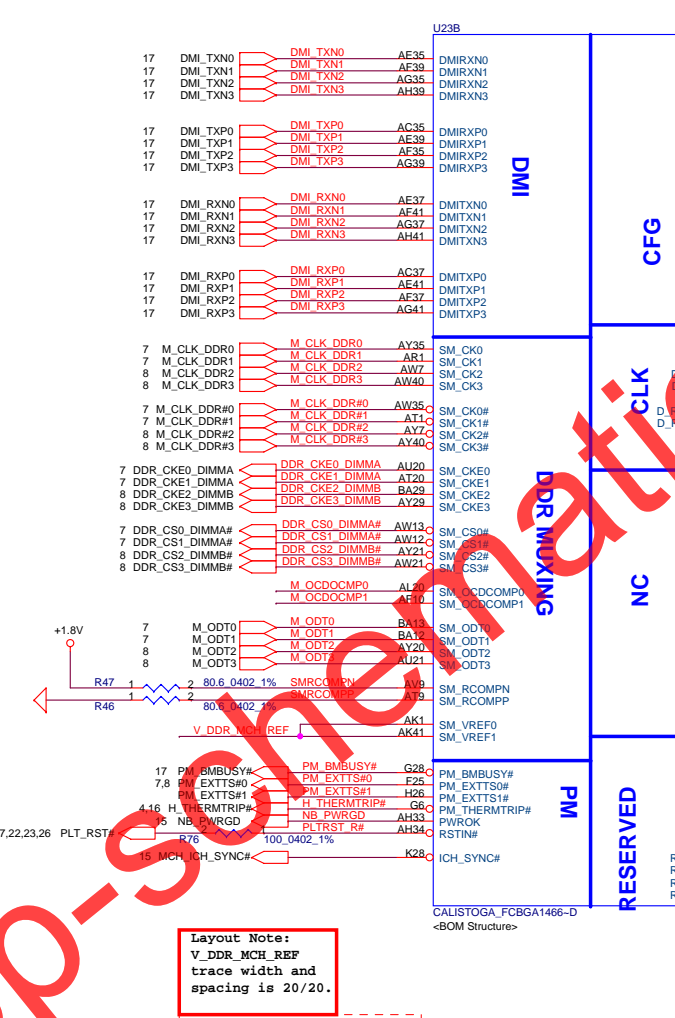 U23B
17 DMI_TXN0 DMI_TXN0 AE35 DMIRXN0
17 DMI_TXN1 DMI_TXN1 AF39 DMIRXN1
17 DMI_TXN2 DMI_TXN2 AG35 DMIRXN2
17 DMI_TXN3 DMI_TXN3 AH39 DMIRXN3
17 DMI_TXP0 DMI_TXP0 AC35 DMIRXP0
17 DMI_TXP1 DMI_TXP1 AE39 DMIRXP1
17 DMI_TXP2 DMI_TXP2 AF35 DMIRXP2
17 DMI_TXP3 DMI_TXP3 AG39 DMIRXP3
DMI
17 DMI_RXN0 DMI_RXN0 AE37 DMITXN0
17 DMI_RXN1 DMI_RXN1 AF41 DMITXN1
17 DMI_RXN2 DMI_RXN2 AG37 DMITXN2
17 DMI_RXN3 DMI_RXN3 AH41 DMITXN3
CFG
17 DMI_RXP0 DMI_RXP0 AC37 DMITXP0
17 DMI_RXP1 DMI_RXP1 AE41 DMITXP1
17 DMI_RXP2 DMI_RXP2 AF37 DMITXP2
17 DMI_RXP3 DMI_RXP3 AG41 DMITXP3
7 M_CLK_DDR0 M_CLK_DDR0 AY35 SM_CK0
7 M_CLK_DDR1 M_CLK_DDR1 AR1 SM_CK1
8 M_CLK_DDR2 M_CLK_DDR2 AW7 SM_CK2
8 M_CLK_DDR3 M_CLK_DDR3 AW40 SM_CK3
CLK
7 M_CLK_DDR#0 M_CLK_DDR#0 AW35 SM_CK0#
7 M_CLK_DDR#1 M_CLK_DDR#1 AT1 SM_CK1#
8 M_CLK_DDR#2 M_CLK_DDR#2 AY7 SM_CK2#
8 M_CLK_DDR#3 M_CLK_DDR#3 AY40 SM_CK3#
7 DDR_CKE0_DIMMA DDR_CKE0_DIMMA AU20 SM_CKE0
7 DDR_CKE1_DIMMA DDR_CKE1_DIMMA AT20 SM_CKE1
8 DDR_CKE2_DIMMB DDR_CKE2_DIMMB BA29 SM_CKE2
8 DDR_CKE3_DIMMB DDR_CKE3_DIMMB AY29 SM_CKE3
DDR MUXING
7 DDR_CS0_DIMMA# DDR_CS0_DIMMA# AW13 SM_CS0#
7 DDR_CS1_DIMMA# DDR_CS1_DIMMA# AW12 SM_CS1#
8 DDR_CS2_DIMMB# DDR_CS2_DIMMB# AY21 SM_CS2#
8 DDR_CS3_DIMMB# DDR_CS3_DIMMB# AW21 SM_CS3#
NC
M_OCDOCMP0 AL20 SM_OCDCOMP0
M_OCDOCMP1 AF10 SM_OCDCOMP1
7 M_ODT0 M_ODT0 BA13 SM_ODT0
7 M_ODT1 M_ODT1 BA12 SM_ODT1
8 M_ODT2 M_ODT2 AY20 SM_ODT2
8 M_ODT3 M_ODT3 AU21 SM_ODT3
+1.8V
R47 1 2 80.6_0402_1% SMRCOMPN AV9 SM_RCOMPN
R46 1 2 80.6_0402_1% SMRCOMPP AT9 SM_RCOMPP
V_DDR_MCH_REF AK1 SM_VREF0
AK41 SM_VREF1
17 PM_BMBUSY# PM_BMBUSY# G28 PM_BMBUSY#
7,8 PM_EXTTS#0 PM_EXTTS#0 F25 PM_EXTTS0#
PM_EXTTS#1 PM_EXTTS#1 H26 PM_EXTTS1#
4,16 H_THERMTRIP# H_THERMTRIP# G6 PM_THERMTRIP#
15 NB_PWRGD NB_PWRGD AH33 PWROK
7,22,23,26 PLT_RST# R76 2 1 100_0402_1% PLTRST_R# AH34 RSTIN#
15 MCH_ICH_SYNC# K28 ICH_SYNC#
PM
RESERVED
CALISTOGA_FCBGA1466~D
<BOM Structure>
Layout Note:
V_DDR_MCH_REF
trace width and
spacing is 20/20.